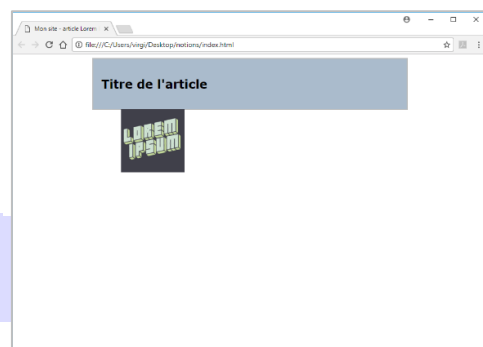 Mon site - article Lorem
file:///C:/Users/virgi/Desktop/notions/index.html
Titre de l'article
LOREM
IPSUM